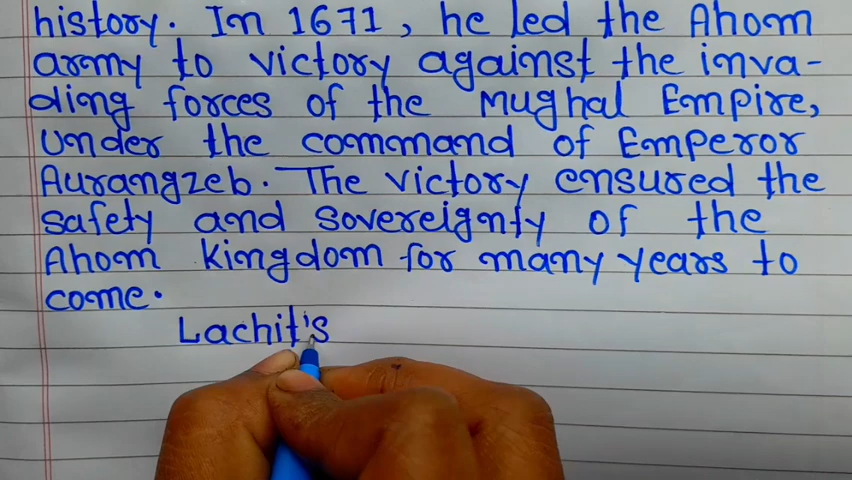 history. In 1671, he led the Ahom
army to victory against the inva-
ding forces of the Mughal Empire,
under the command of Emperor
Aurangzeb. The victory ensured the
safety and sovereignty of the
Ahom kingdom for many years to
come.
Lachit's